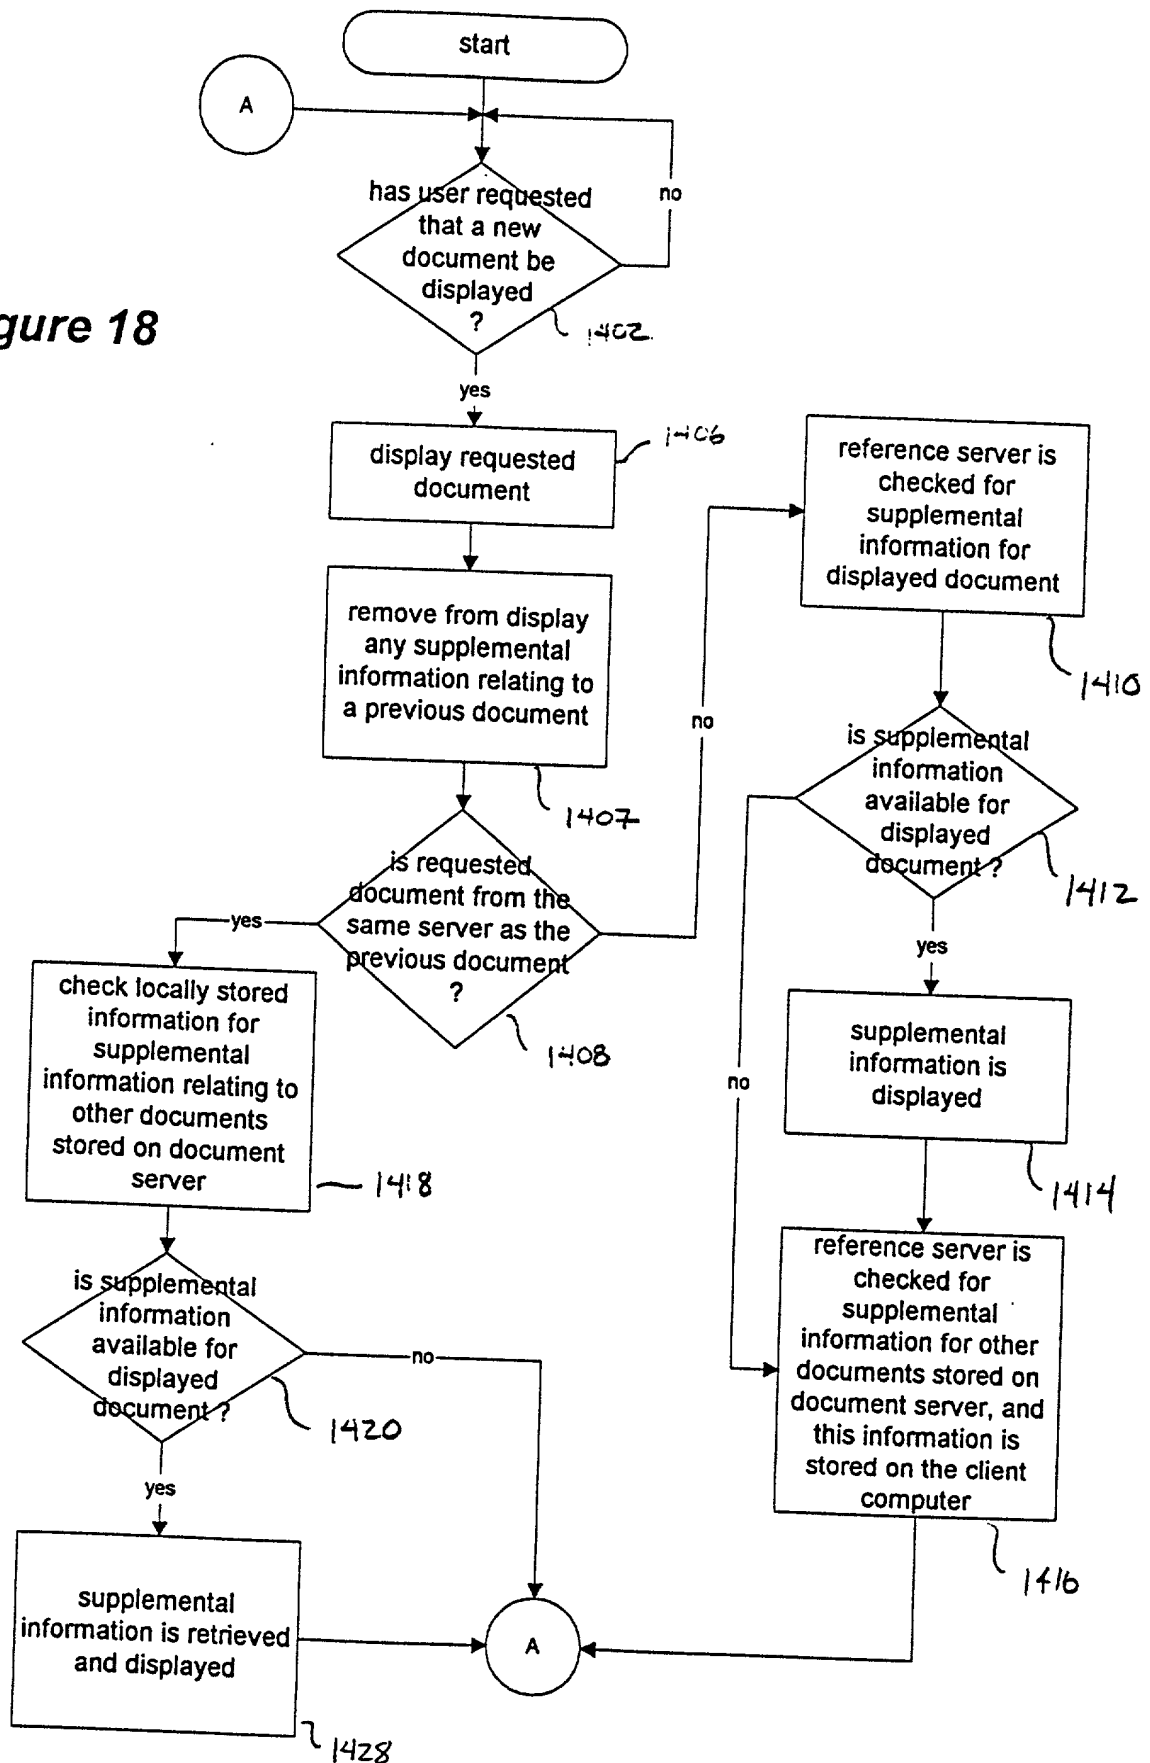 start
A
no
has user requested
that a new
document be
displayed
?
1402
gure 18
yes
display requested
document
1406
reference server is
checked for
supplemental
information for
displayed document
1410
remove from display
any supplemental
information relating to
a previous document
1407
no
is supplemental
information
available for
displayed
document ?
1412
is requested
document from the
same server as the
previous document
?
1408
yes
yes
check locally stored
information for
supplemental
information relating to
other documents
stored on document
server
1418
supplemental
information is
displayed
1414
no
reference server is
checked for
supplemental
information for other
documents stored on
document server, and
this information is
stored on the client
computer
1416
is supplemental
information
available for
displayed
document ?
1420
no
yes
supplemental
information is retrieved
and displayed
1428
A